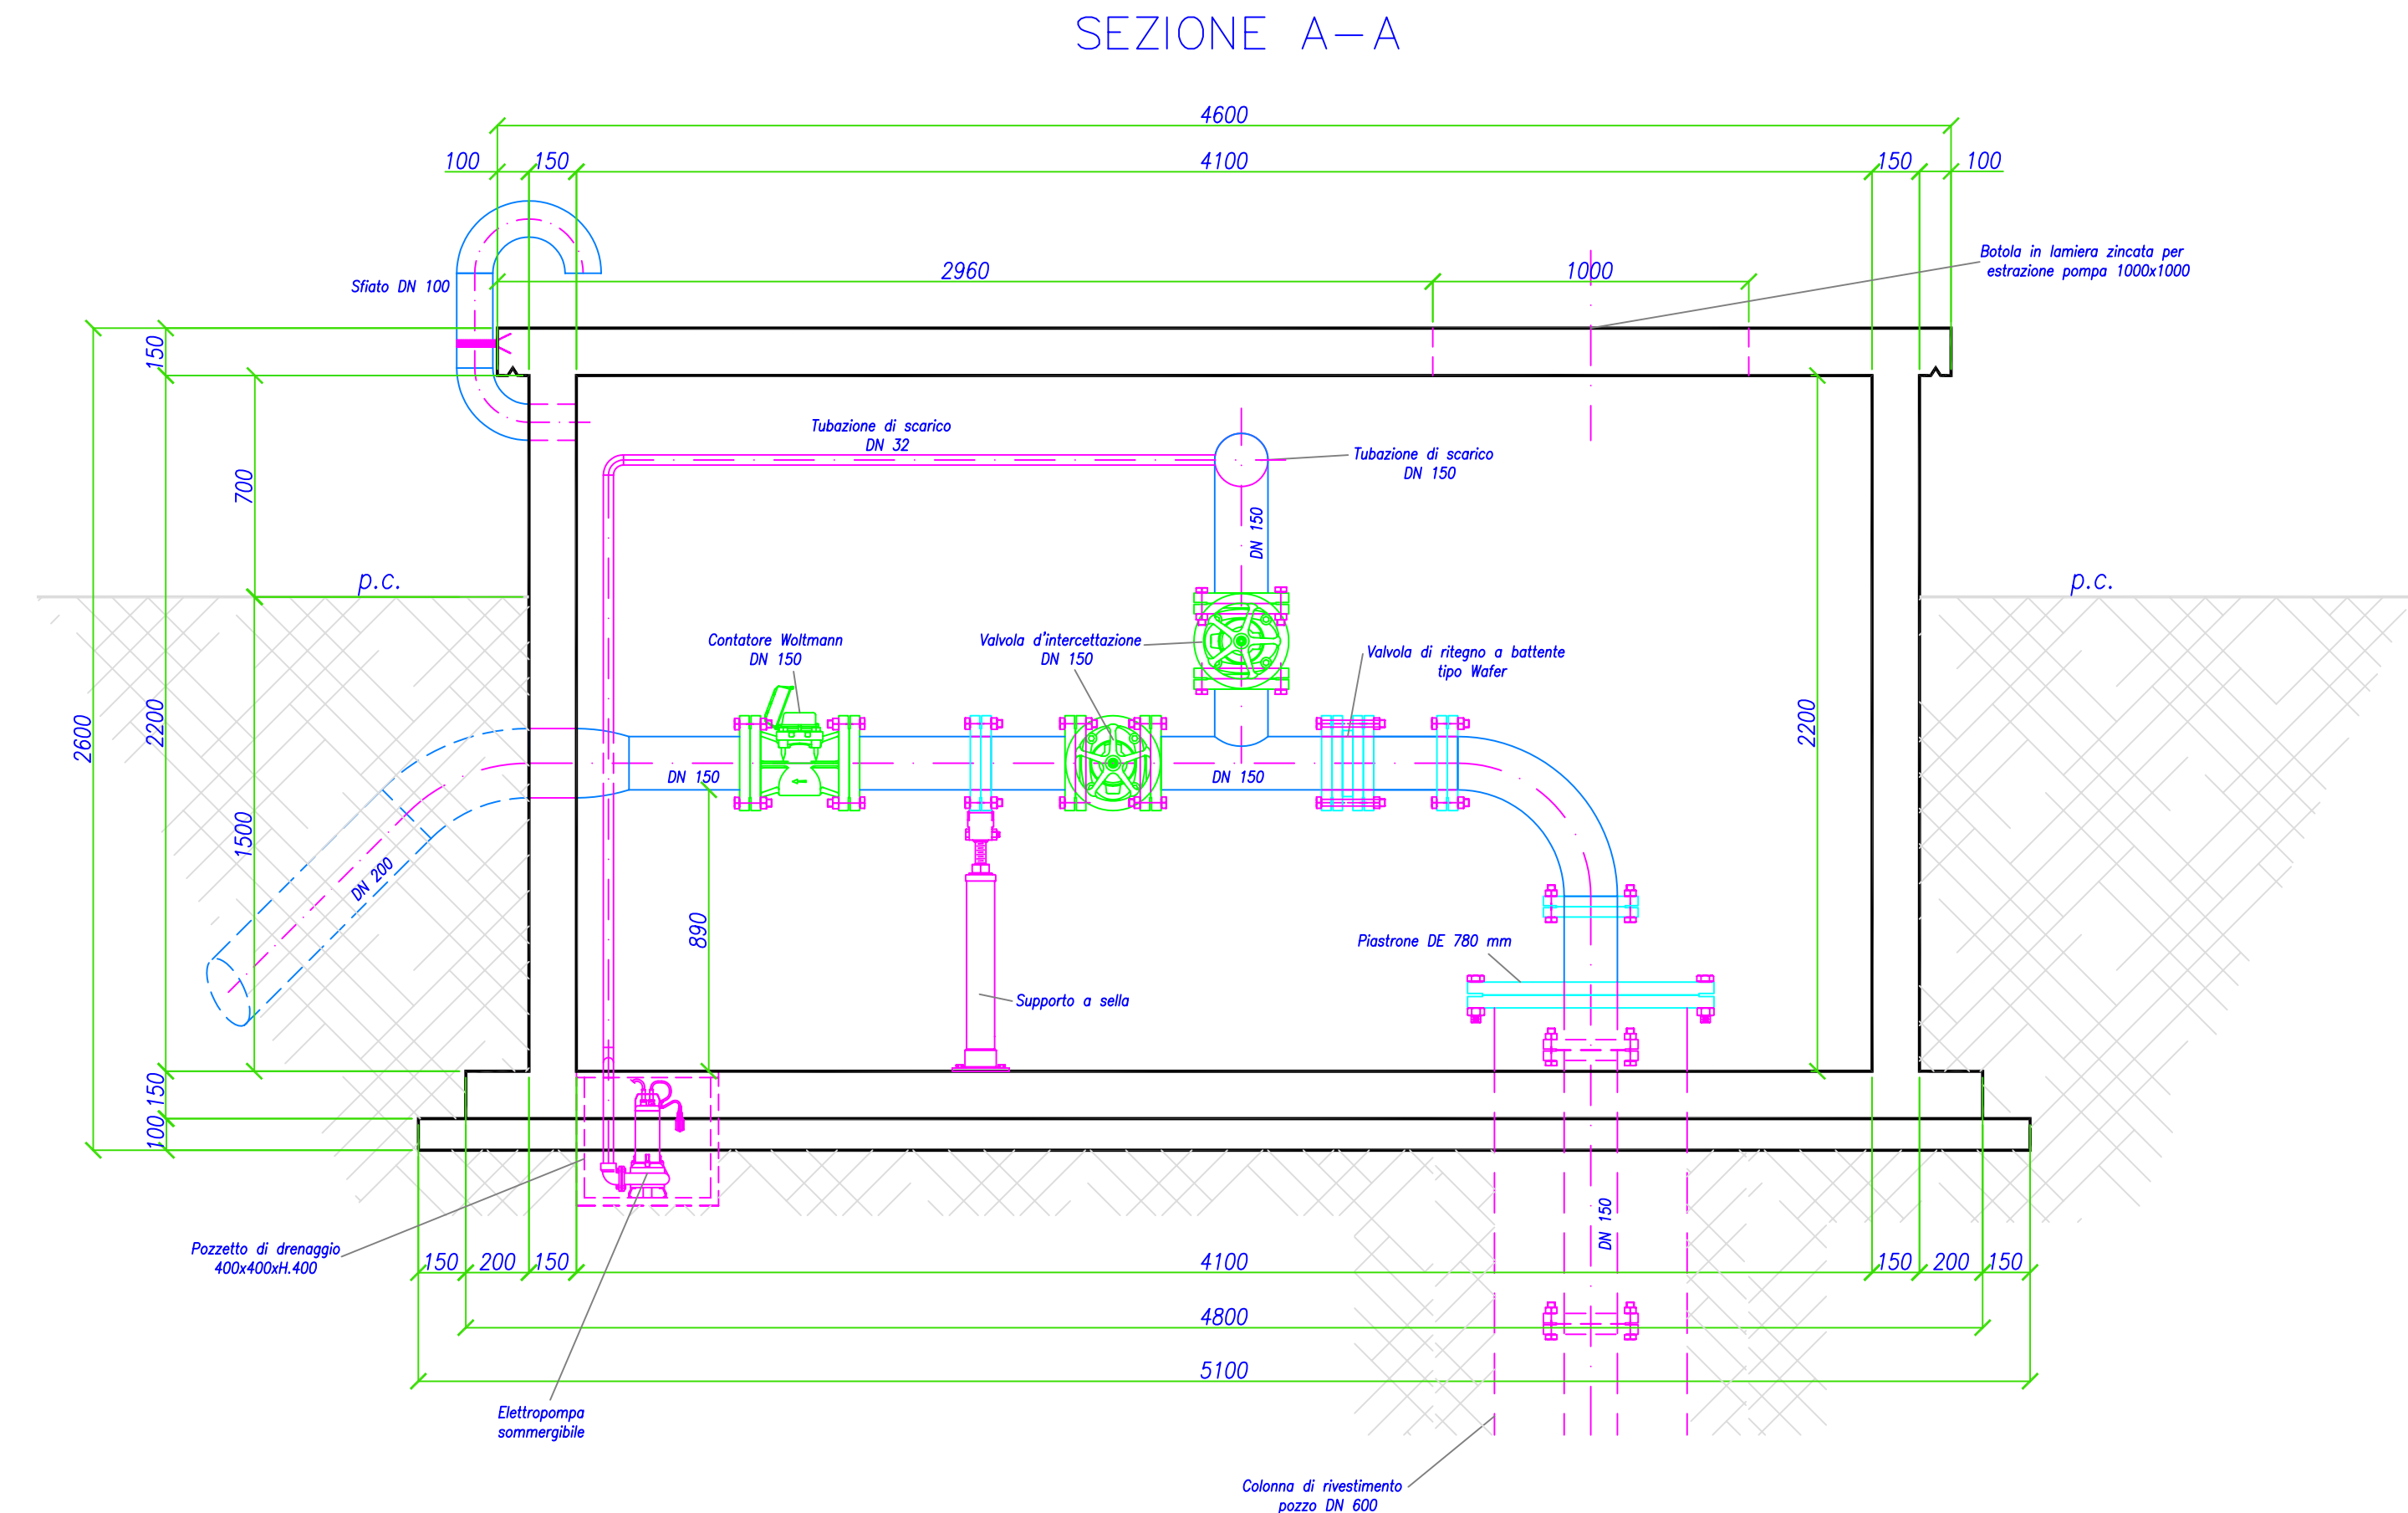 SEZIONE A-A
4600
100
150
4100
150
100
Botola in lamiera zincata per
estrazione pompa 1000x1000
2960
1000
Sfiato DN 100
150
Tubazione di scarico
DN 32
Tubazione di scarico
DN 150
700
DN 150
p.c.
p.c.
Contatore Woltmann
DN 150
Valvola d'intercettazione
DN 150
Valvola di ritegno a battente
tipo Wafer
2600
2200
2200
DN 150
DN 150
1500
DN 200
890
Piastrone DE 780 mm
Supporto a sella
150
100
DN 150
Pozzetto di drenaggio
400x400xH.400
150
200
150
4100
150
200
150
4800
5100
Elettropompa
sommergibile
Colonna di rivestimento
pozzo DN 600